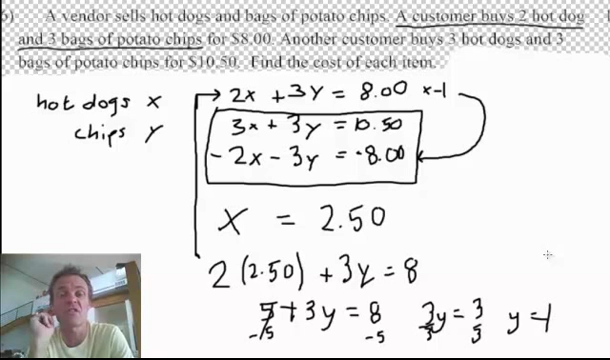 6) A vendor sells hot dogs and bags of potato chips. A customer buys 2 hot dog
and 3 bags of potato chips for $8.00. Another customer buys 3 hot dogs and 3
bags of potato chips for $10.50. Find the cost of each item.
hot dogs x
chips y
2x + 3y = 8.00 x-1
3x + 3y = 10.50
-2x - 3y = -8.00
x = 2.50
2(2.50) + 3y = 8
5 + 3y = 8
-5 -5
3y = 3
3 3
y = 1